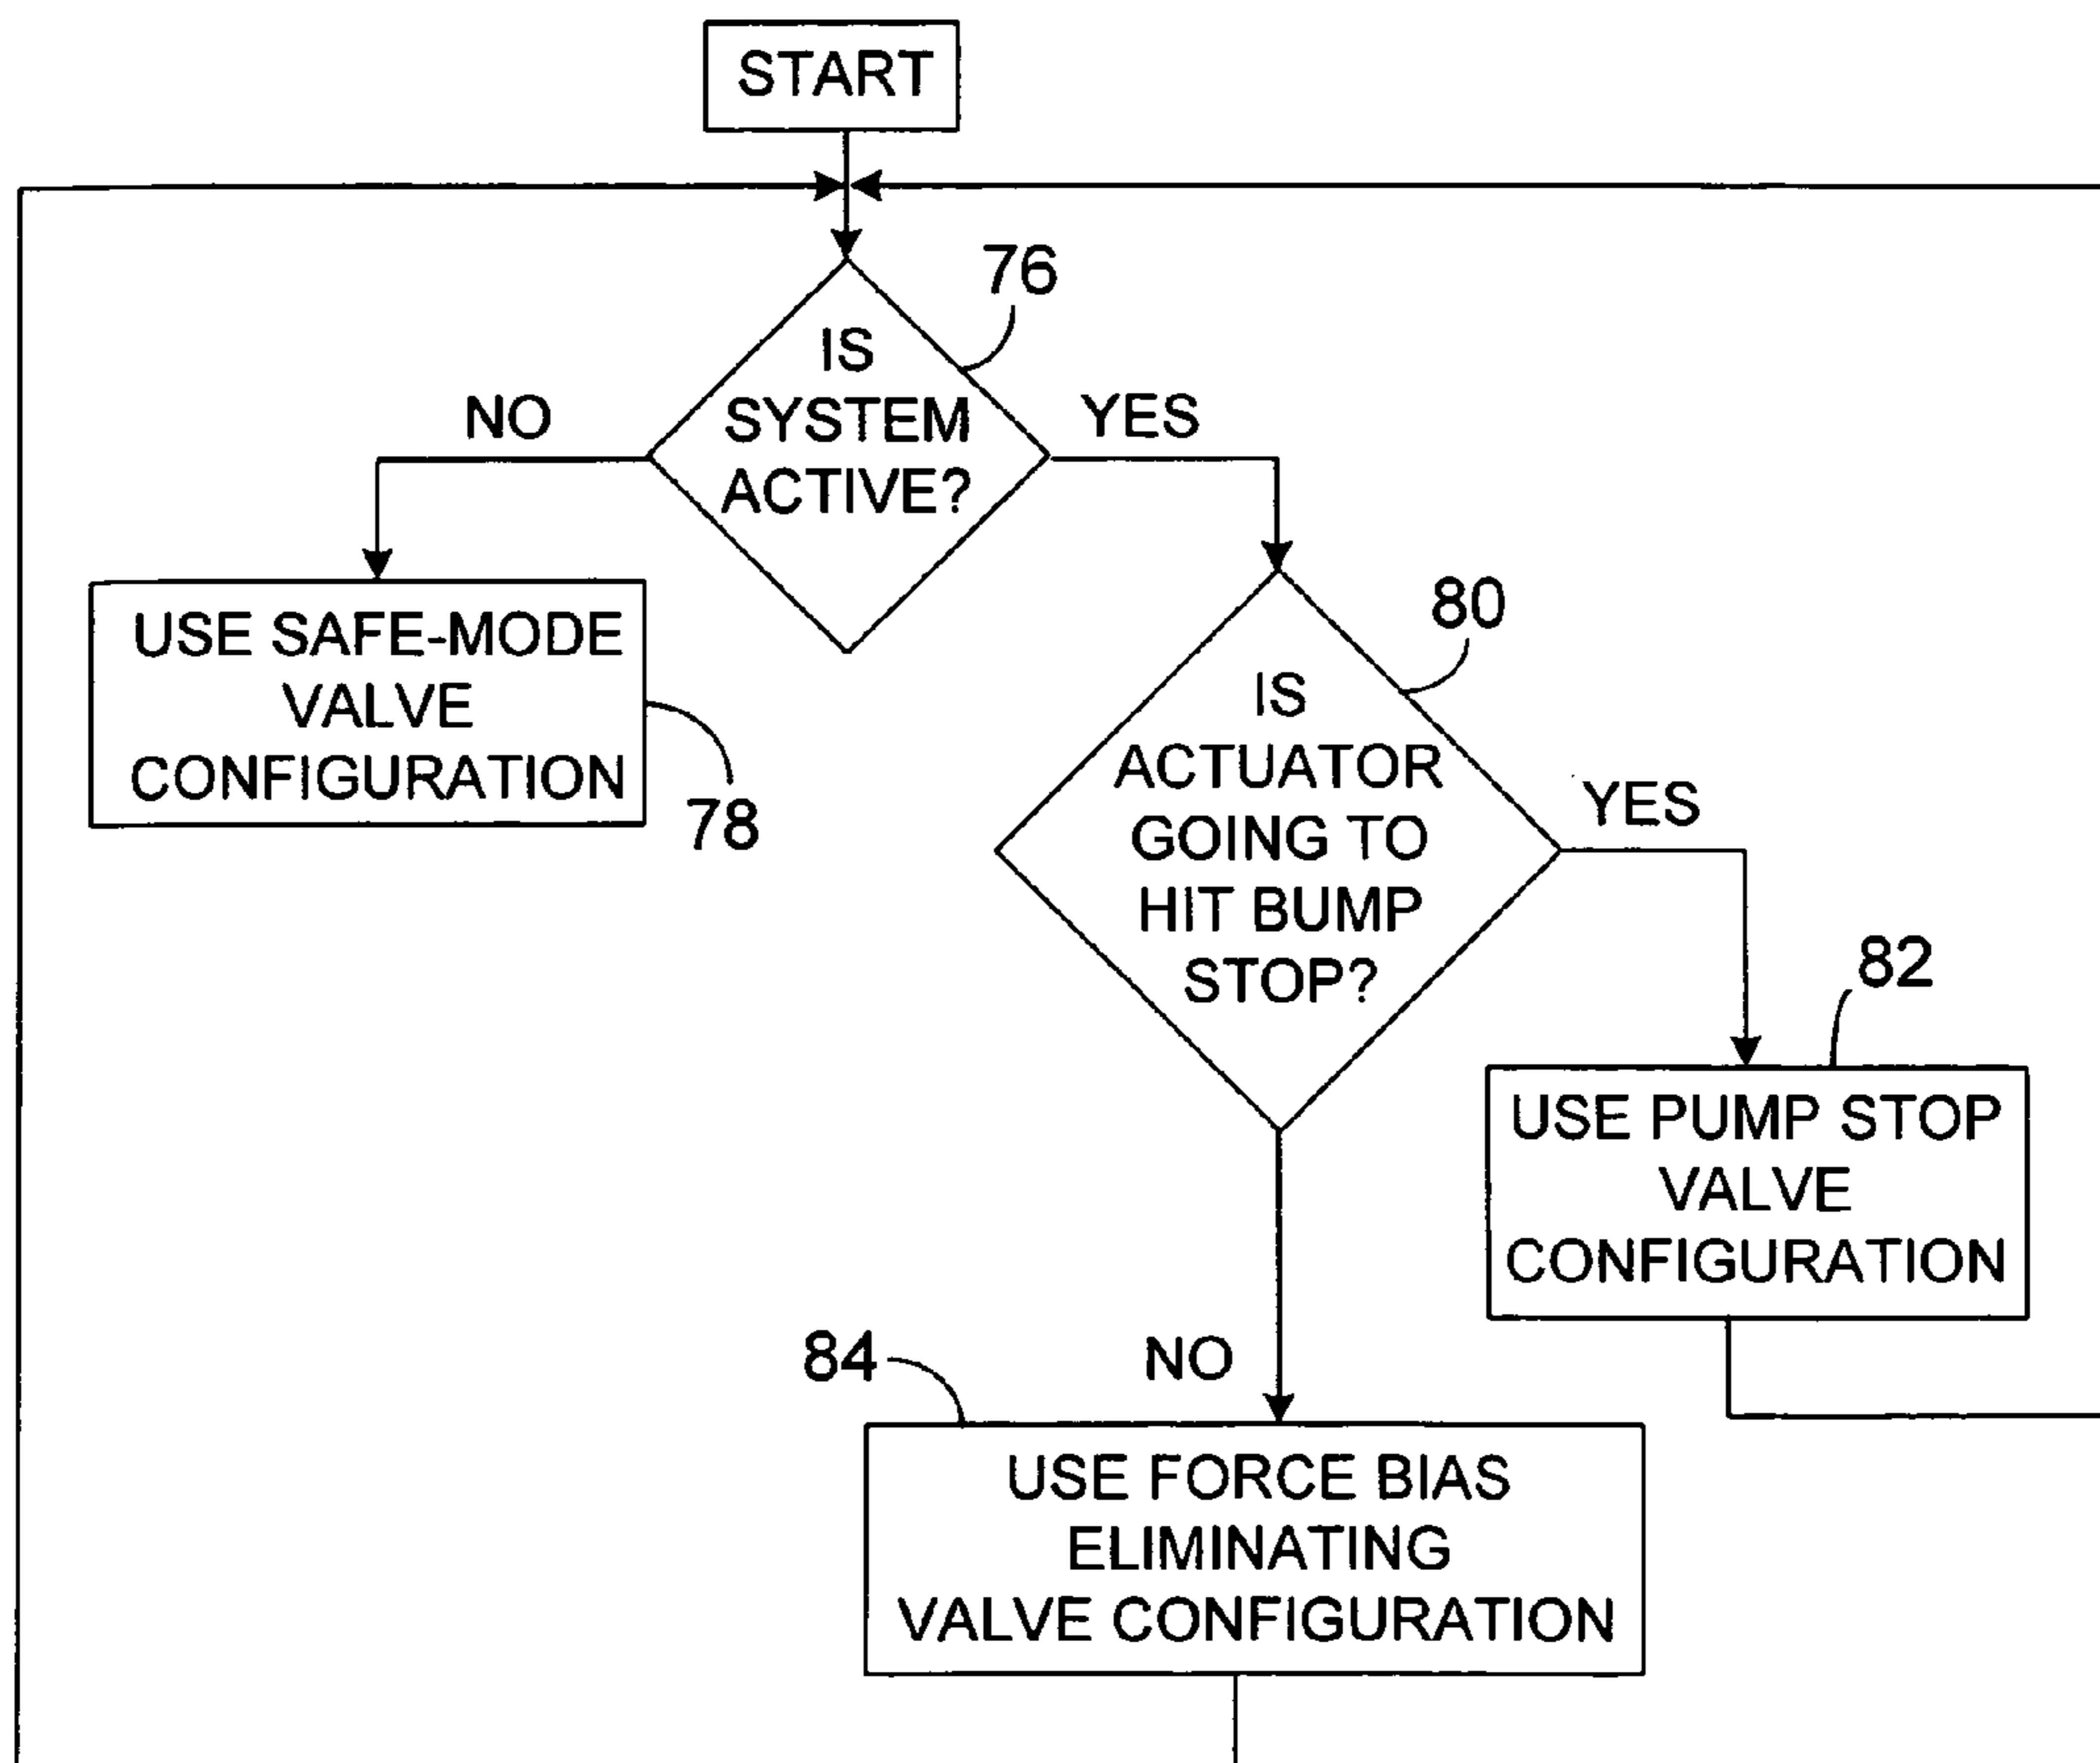 START
76
IS
SYSTEM
ACTIVE?
NO
YES
USE SAFE-MODE
VALVE
CONFIGURATION
78
80
IS
ACTUATOR
GOING TO
HIT BUMP
STOP?
YES
82
USE PUMP STOP
VALVE
CONFIGURATION
NO
84
USE FORCE BIAS
ELIMINATING
VALVE CONFIGURATION